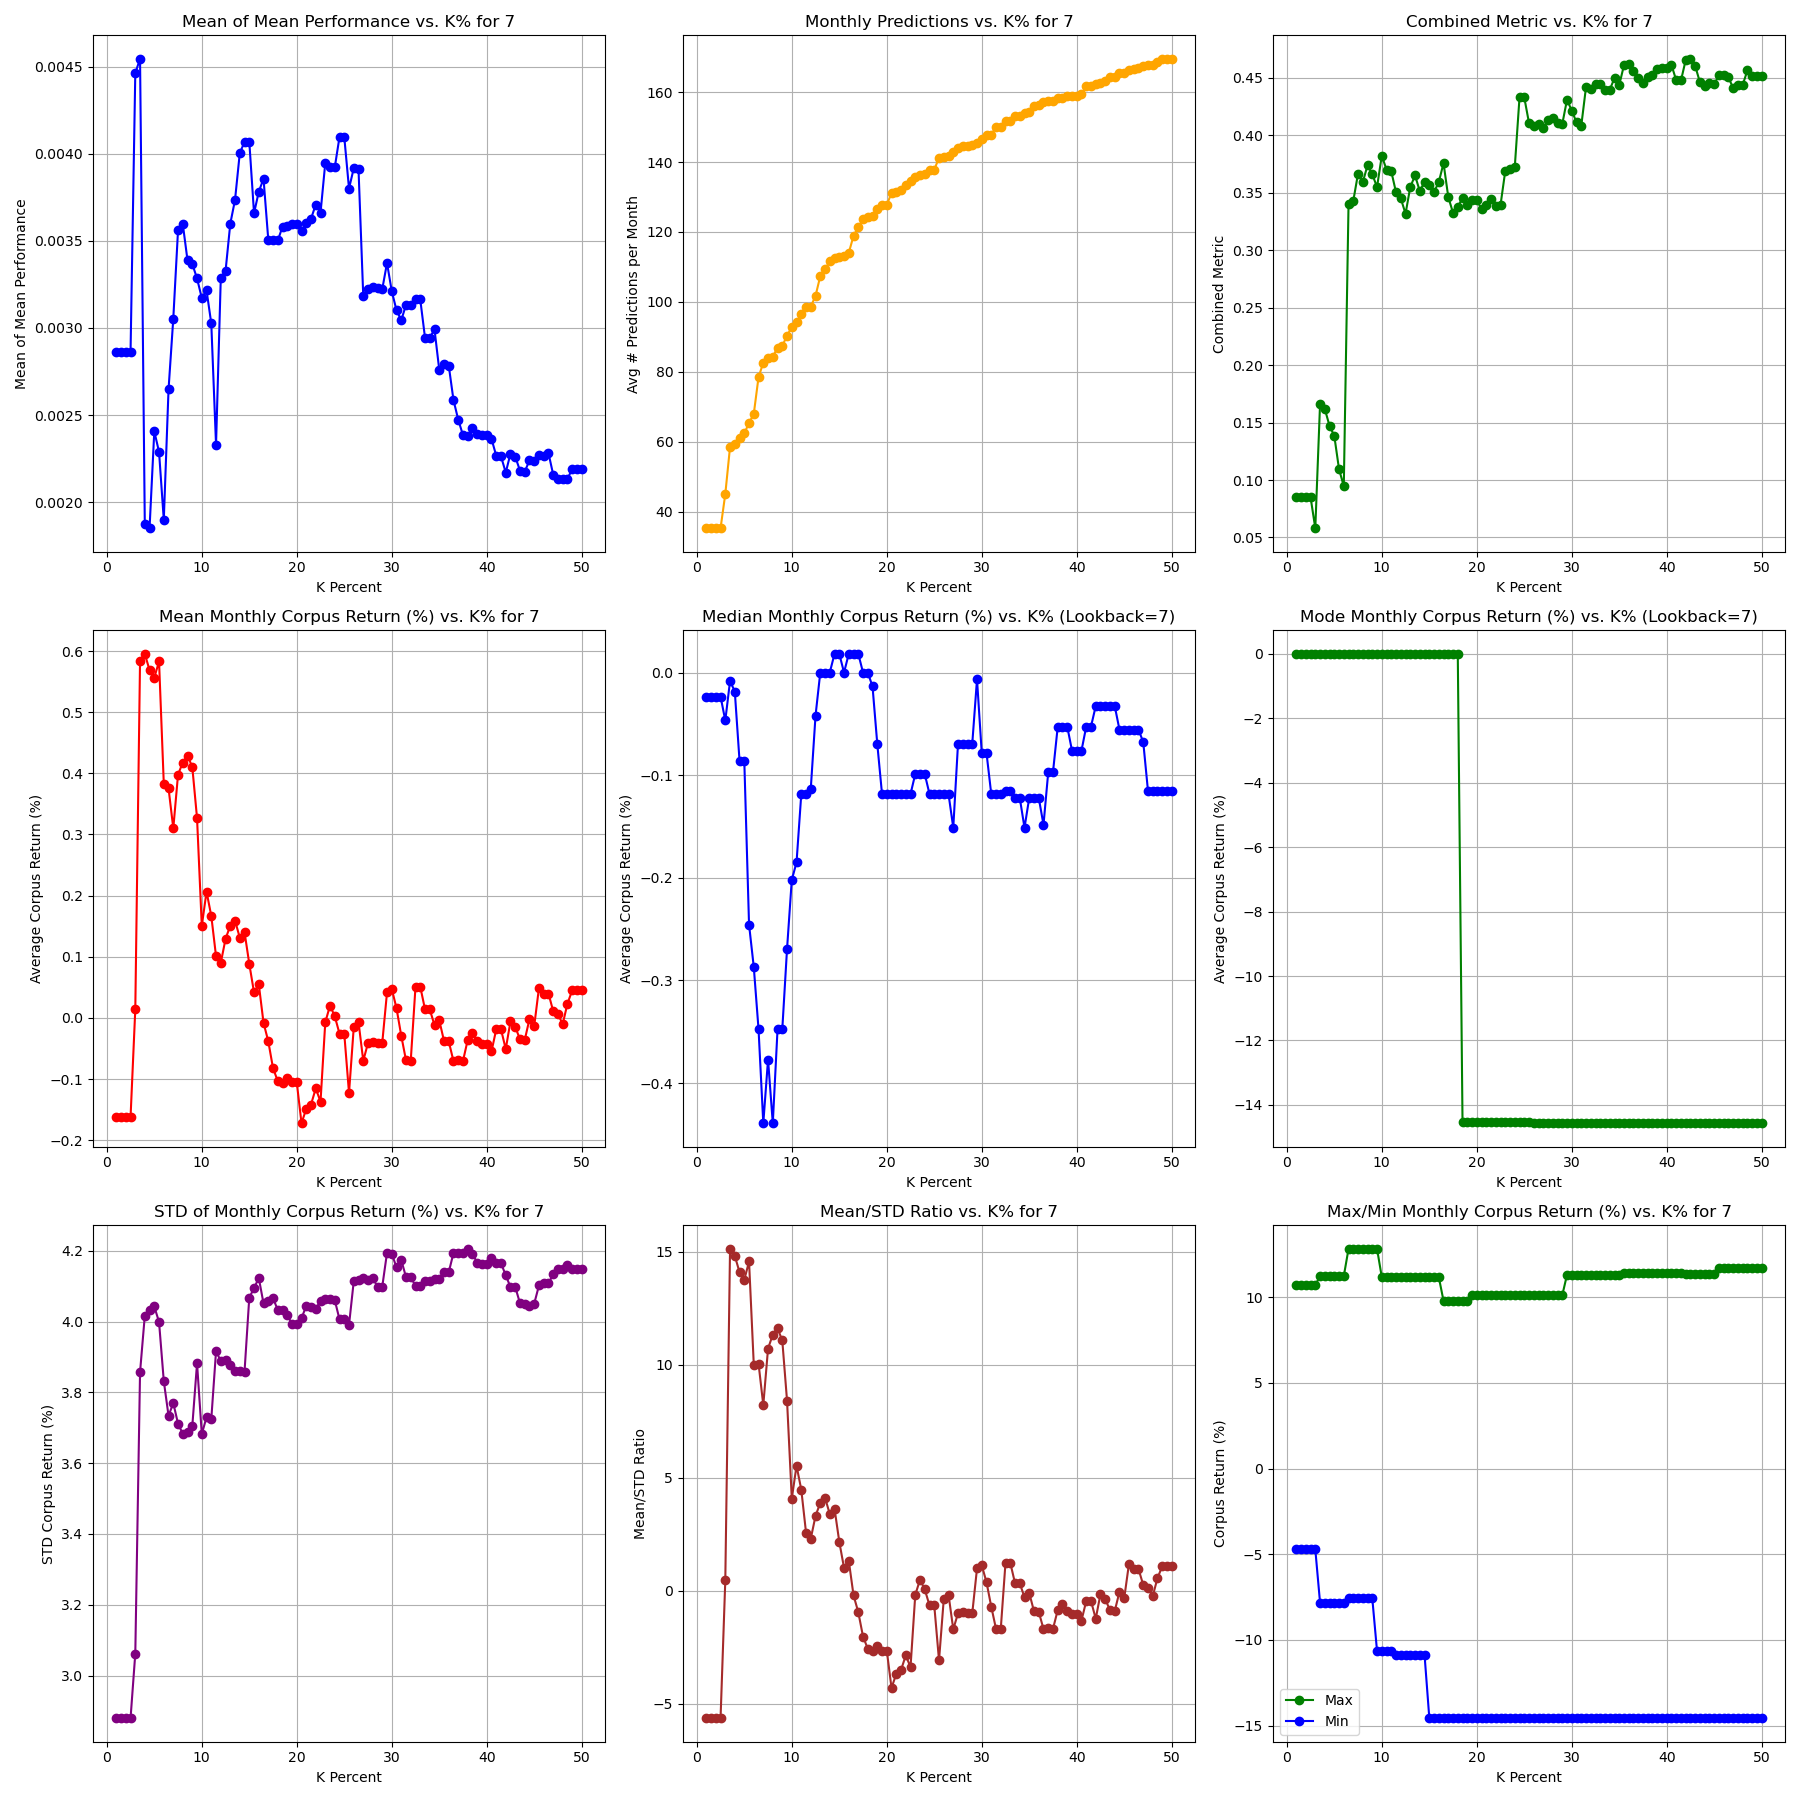 Mean of Mean Performance vs. K% for 7
Mean of Mean Performance
0.0045
0.0040
0.0035
0.0030
0.0025
0.0020
0 10 20 30 40 50
K Percent
Monthly Predictions vs. K% for 7
Avg # Predictions per Month
160
140
120
100
80
60
40
0 10 20 30 40 50
K Percent
Combined Metric vs. K% for 7
Combined Metric
0.45
0.40
0.35
0.30
0.25
0.20
0.15
0.10
0.05
0 10 20 30 40 50
K Percent
Mean Monthly Corpus Return (%) vs. K% for 7
Average Corpus Return (%)
0.6
0.5
0.4
0.3
0.2
0.1
0.0
−0.1
−0.2
0 10 20 30 40 50
K Percent
Median Monthly Corpus Return (%) vs. K% (Lookback=7)
Average Corpus Return (%)
0.0
−0.1
−0.2
−0.3
−0.4
0 10 20 30 40 50
K Percent
Mode Monthly Corpus Return (%) vs. K% (Lookback=7)
Average Corpus Return (%)
0
−2
−4
−6
−8
−10
−12
−14
0 10 20 30 40 50
K Percent
STD of Monthly Corpus Return (%) vs. K% for 7
STD Corpus Return (%)
4.2
4.0
3.8
3.6
3.4
3.2
3.0
0 10 20 30 40 50
K Percent
Mean/STD Ratio vs. K% for 7
Mean/STD Ratio
15
10
5
0
−5
0 10 20 30 40 50
K Percent
Max/Min Monthly Corpus Return (%) vs. K% for 7
Corpus Return (%)
10
5
0
−5
−10
−15
Max
Min
0 10 20 30 40 50
K Percent